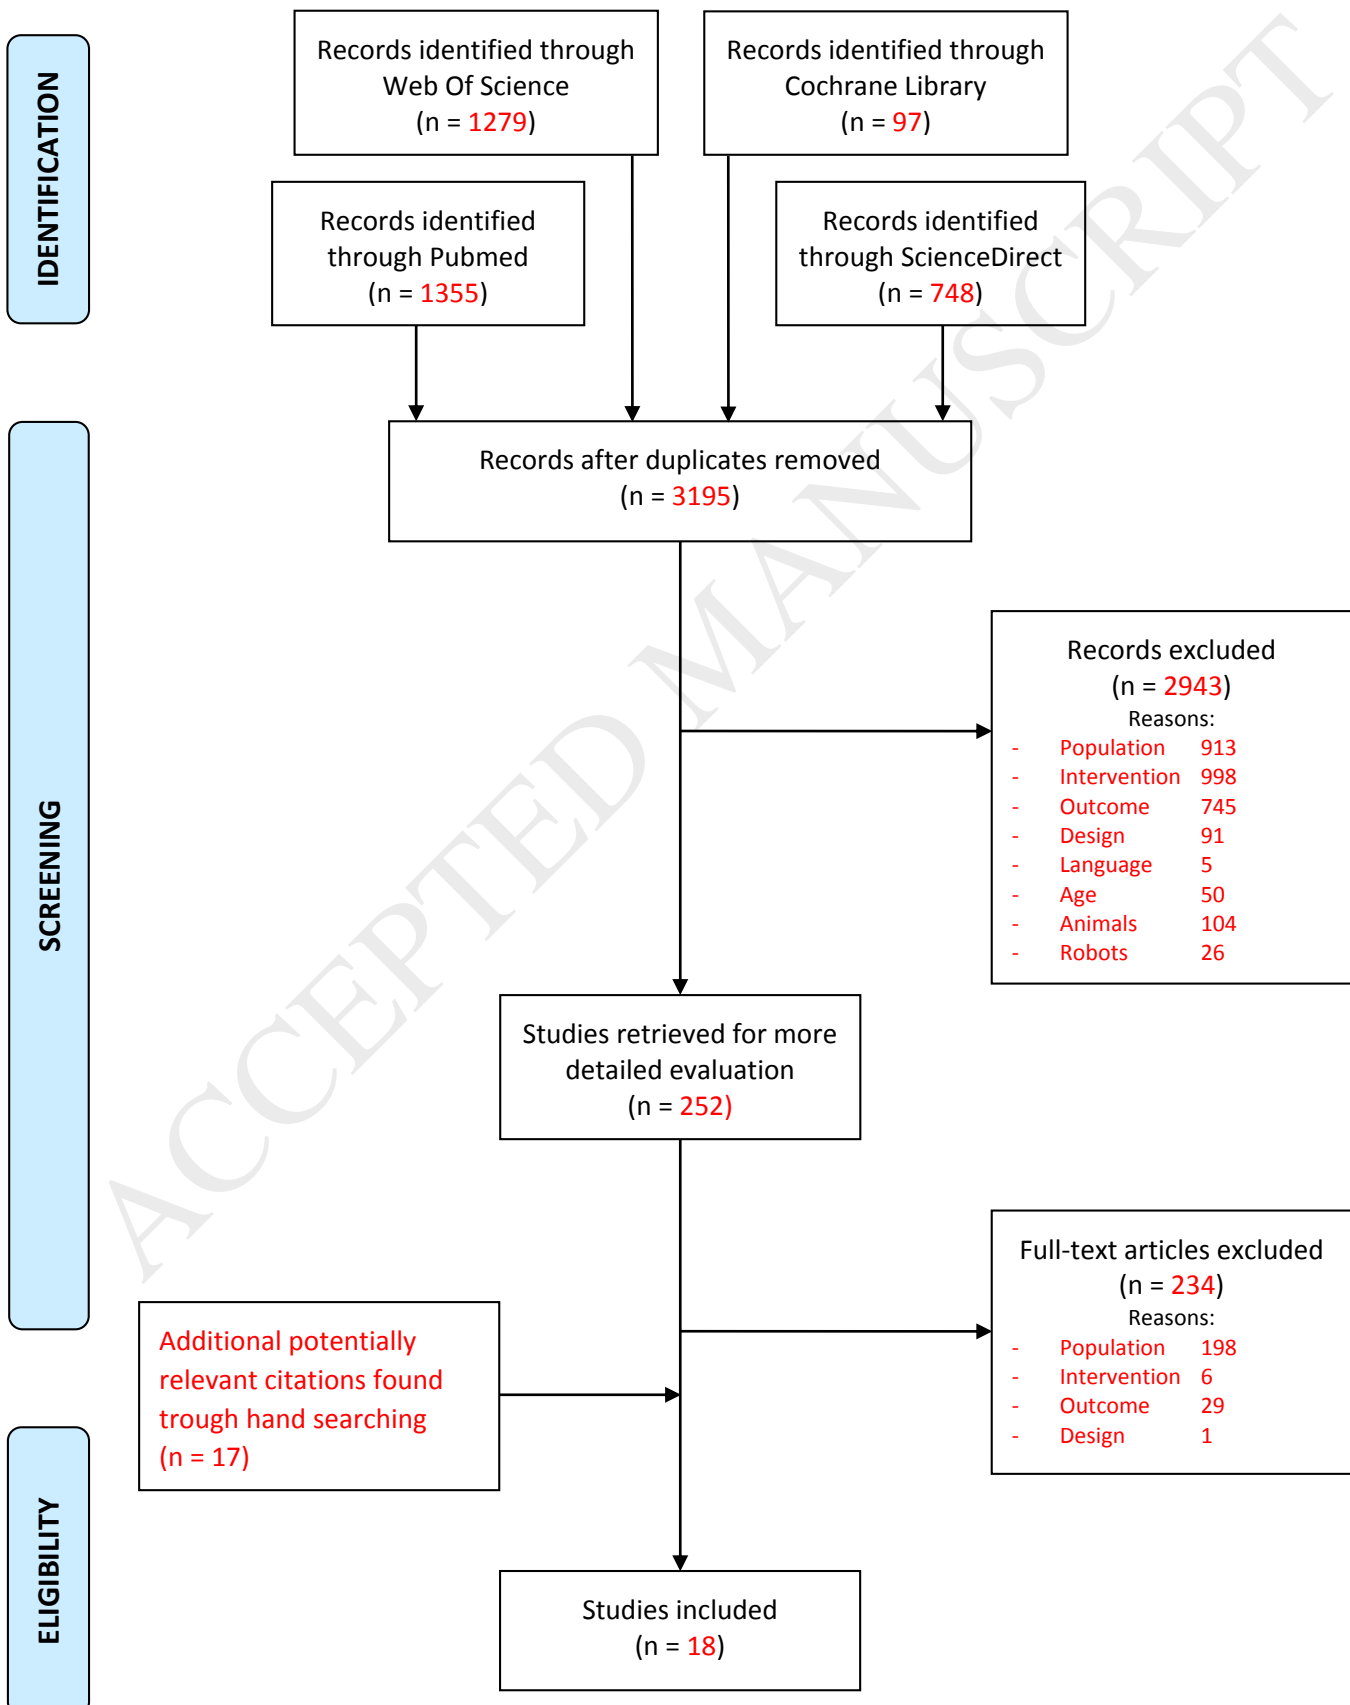 IDENTIFICATION
Records identified through
Web Of Science
(n = 1279)
Records identified through
Cochrane Library
(n = 97)
Records identified
through Pubmed
(n = 1355)
Records identified
through ScienceDirect
(n = 748)
SCREENING
Records after duplicates removed
(n = 3195)
Records excluded
(n = 2943)
Reasons:
- Population 913
- Intervention 998
- Outcome 745
- Design 91
- Language 5
- Age 50
- Animals 104
- Robots 26
Studies retrieved for more
detailed evaluation
(n = 252)
Full-text articles excluded
(n = 234)
Reasons:
- Population 198
- Intervention 6
- Outcome 29
- Design 1
Additional potentially
relevant citations found
trough hand searching
(n = 17)
ELIGIBILITY
Studies included
(n = 18)
ACCEPTED MANUSCRIPT